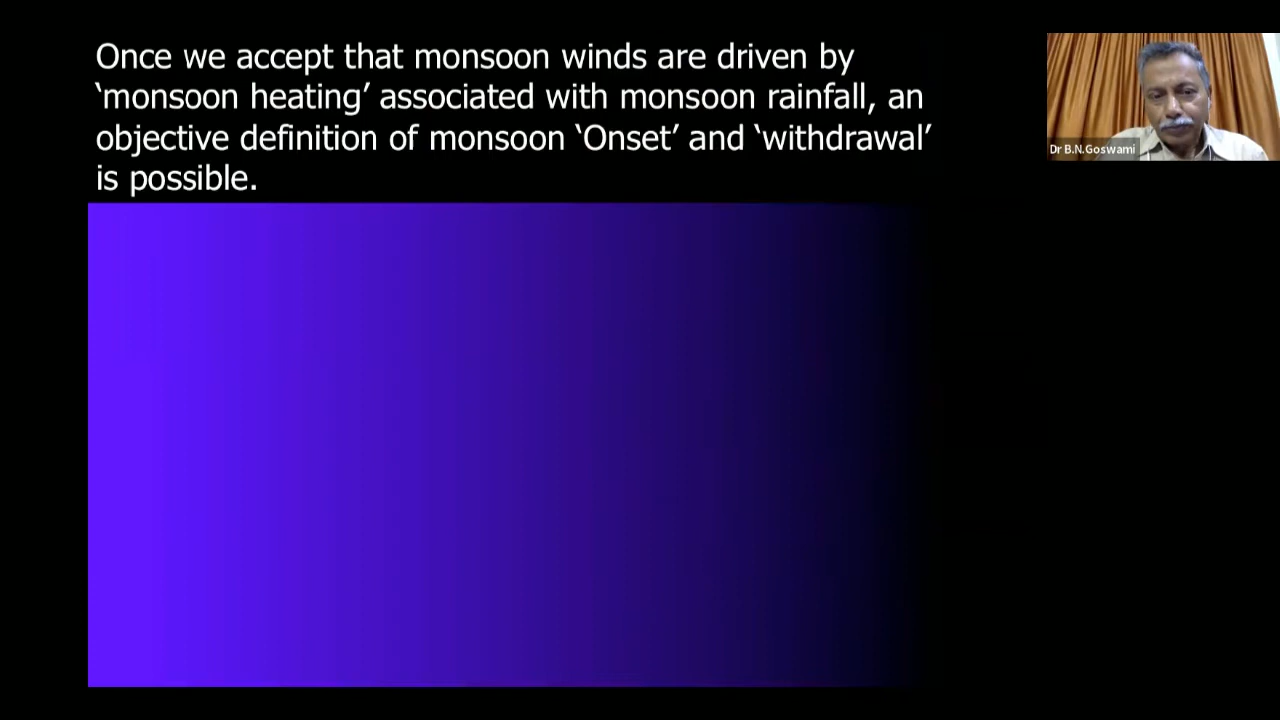 Once we accept that monsoon winds are driven by
‘monsoon heating’ associated with monsoon rainfall, an
objective definition of monsoon ‘Onset’ and ‘withdrawal’
is possible.
Dr B.N.Goswami